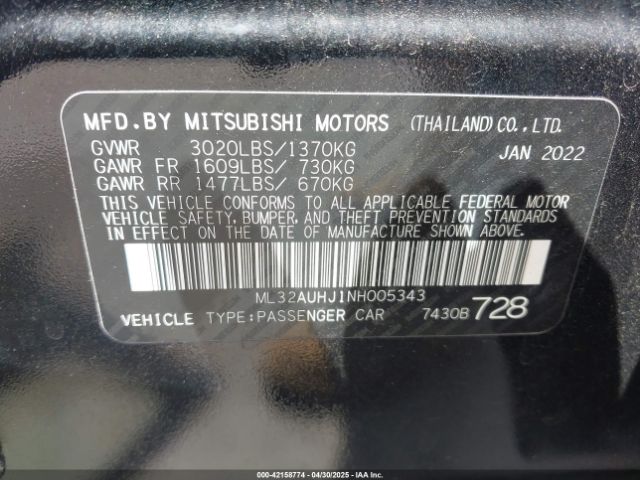 MFD.BY MITSUBISHI MOTORS (THAILAND)CO.,LTD.
GVWR 3020LBS/1370KG JAN 2022
GAWR FR 1609LBS/ 730KG
GAWR RR 1477LBS/ 670KG
THIS VEHICLE CONFORMS TO ALL APPLICABLE FEDERAL MOTOR
VEHICLE SAFETY, BUMPER, AND THEFT PREVENTION STANDARDS
IN EFFECT ON THE DATE OF MANUFACTURE SHOWN ABOVE.
ML32AUHJ1NH005343
VEHICLE TYPE:PASSENGER CAR 7430B 728
000-42158774 - 04/30/2025 - Copyright IAA, LLC.